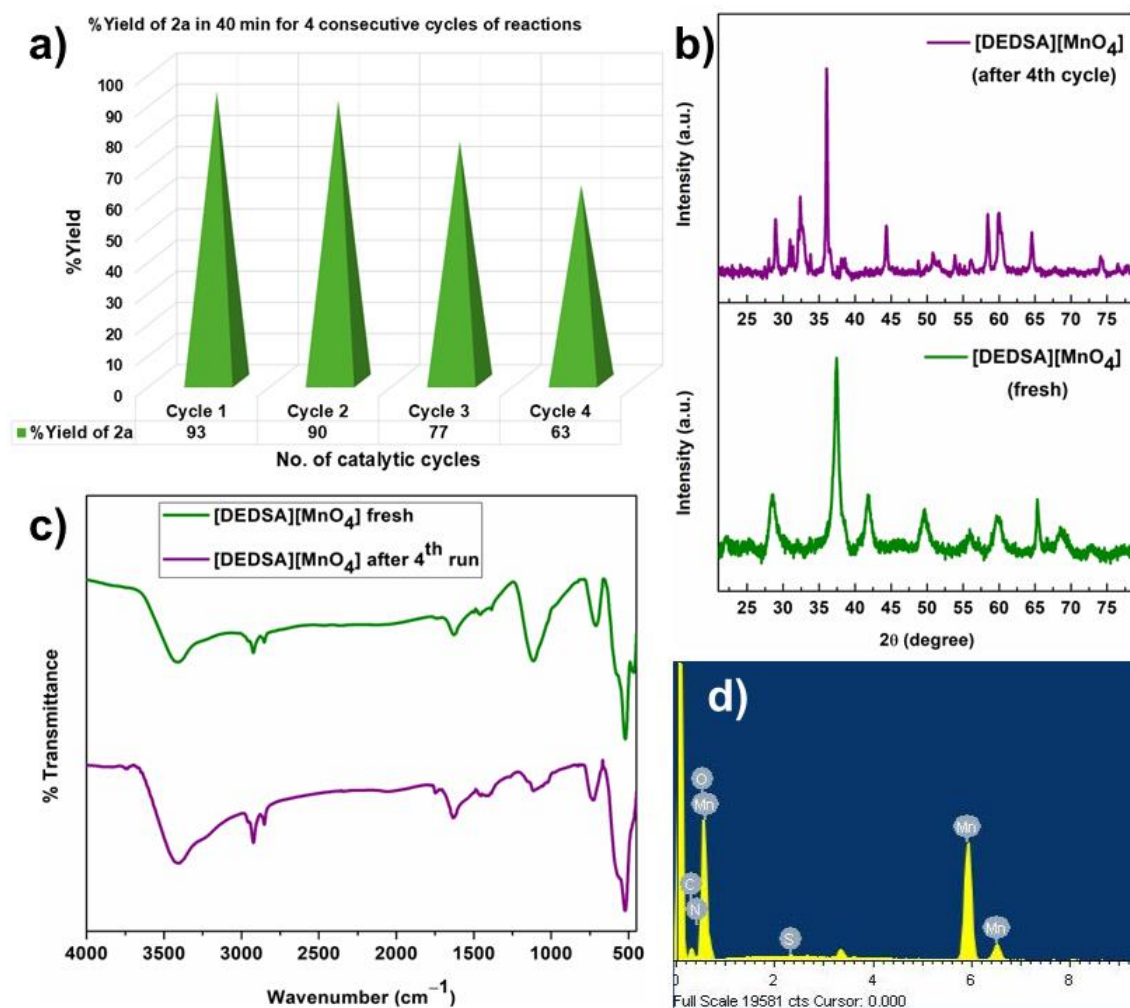 a)
%Yield of 2a in 40 min for 4 consecutive cycles of reactions
%Yield
100
90
80
70
60
50
40
30
20
10
0
Cycle 1 Cycle 2 Cycle 3 Cycle 4
%Yield of 2a 93 90 77 63
No. of catalytic cycles
b)
[DEDSA][MnO₄]
(after 4th cycle)
Intensity (a.u.)
25 30 35 40 45 50 55 60 65 70 75
[DEDSA][MnO₄]
(fresh)
Intensity (a.u.)
25 30 35 40 45 50 55 60 65 70 75
2θ (degree)
c)
[DEDSA][MnO₄] fresh
[DEDSA][MnO₄] after 4ᵗʰ run
% Transmittance
4000 3500 3000 2500 2000 1500 1000 500
Wavenumber (cm⁻¹)
d)
O
Mn
C
N
S
Mn
Mn
0 2 4 6 8
Full Scale 19581 cts Cursor: 0.000